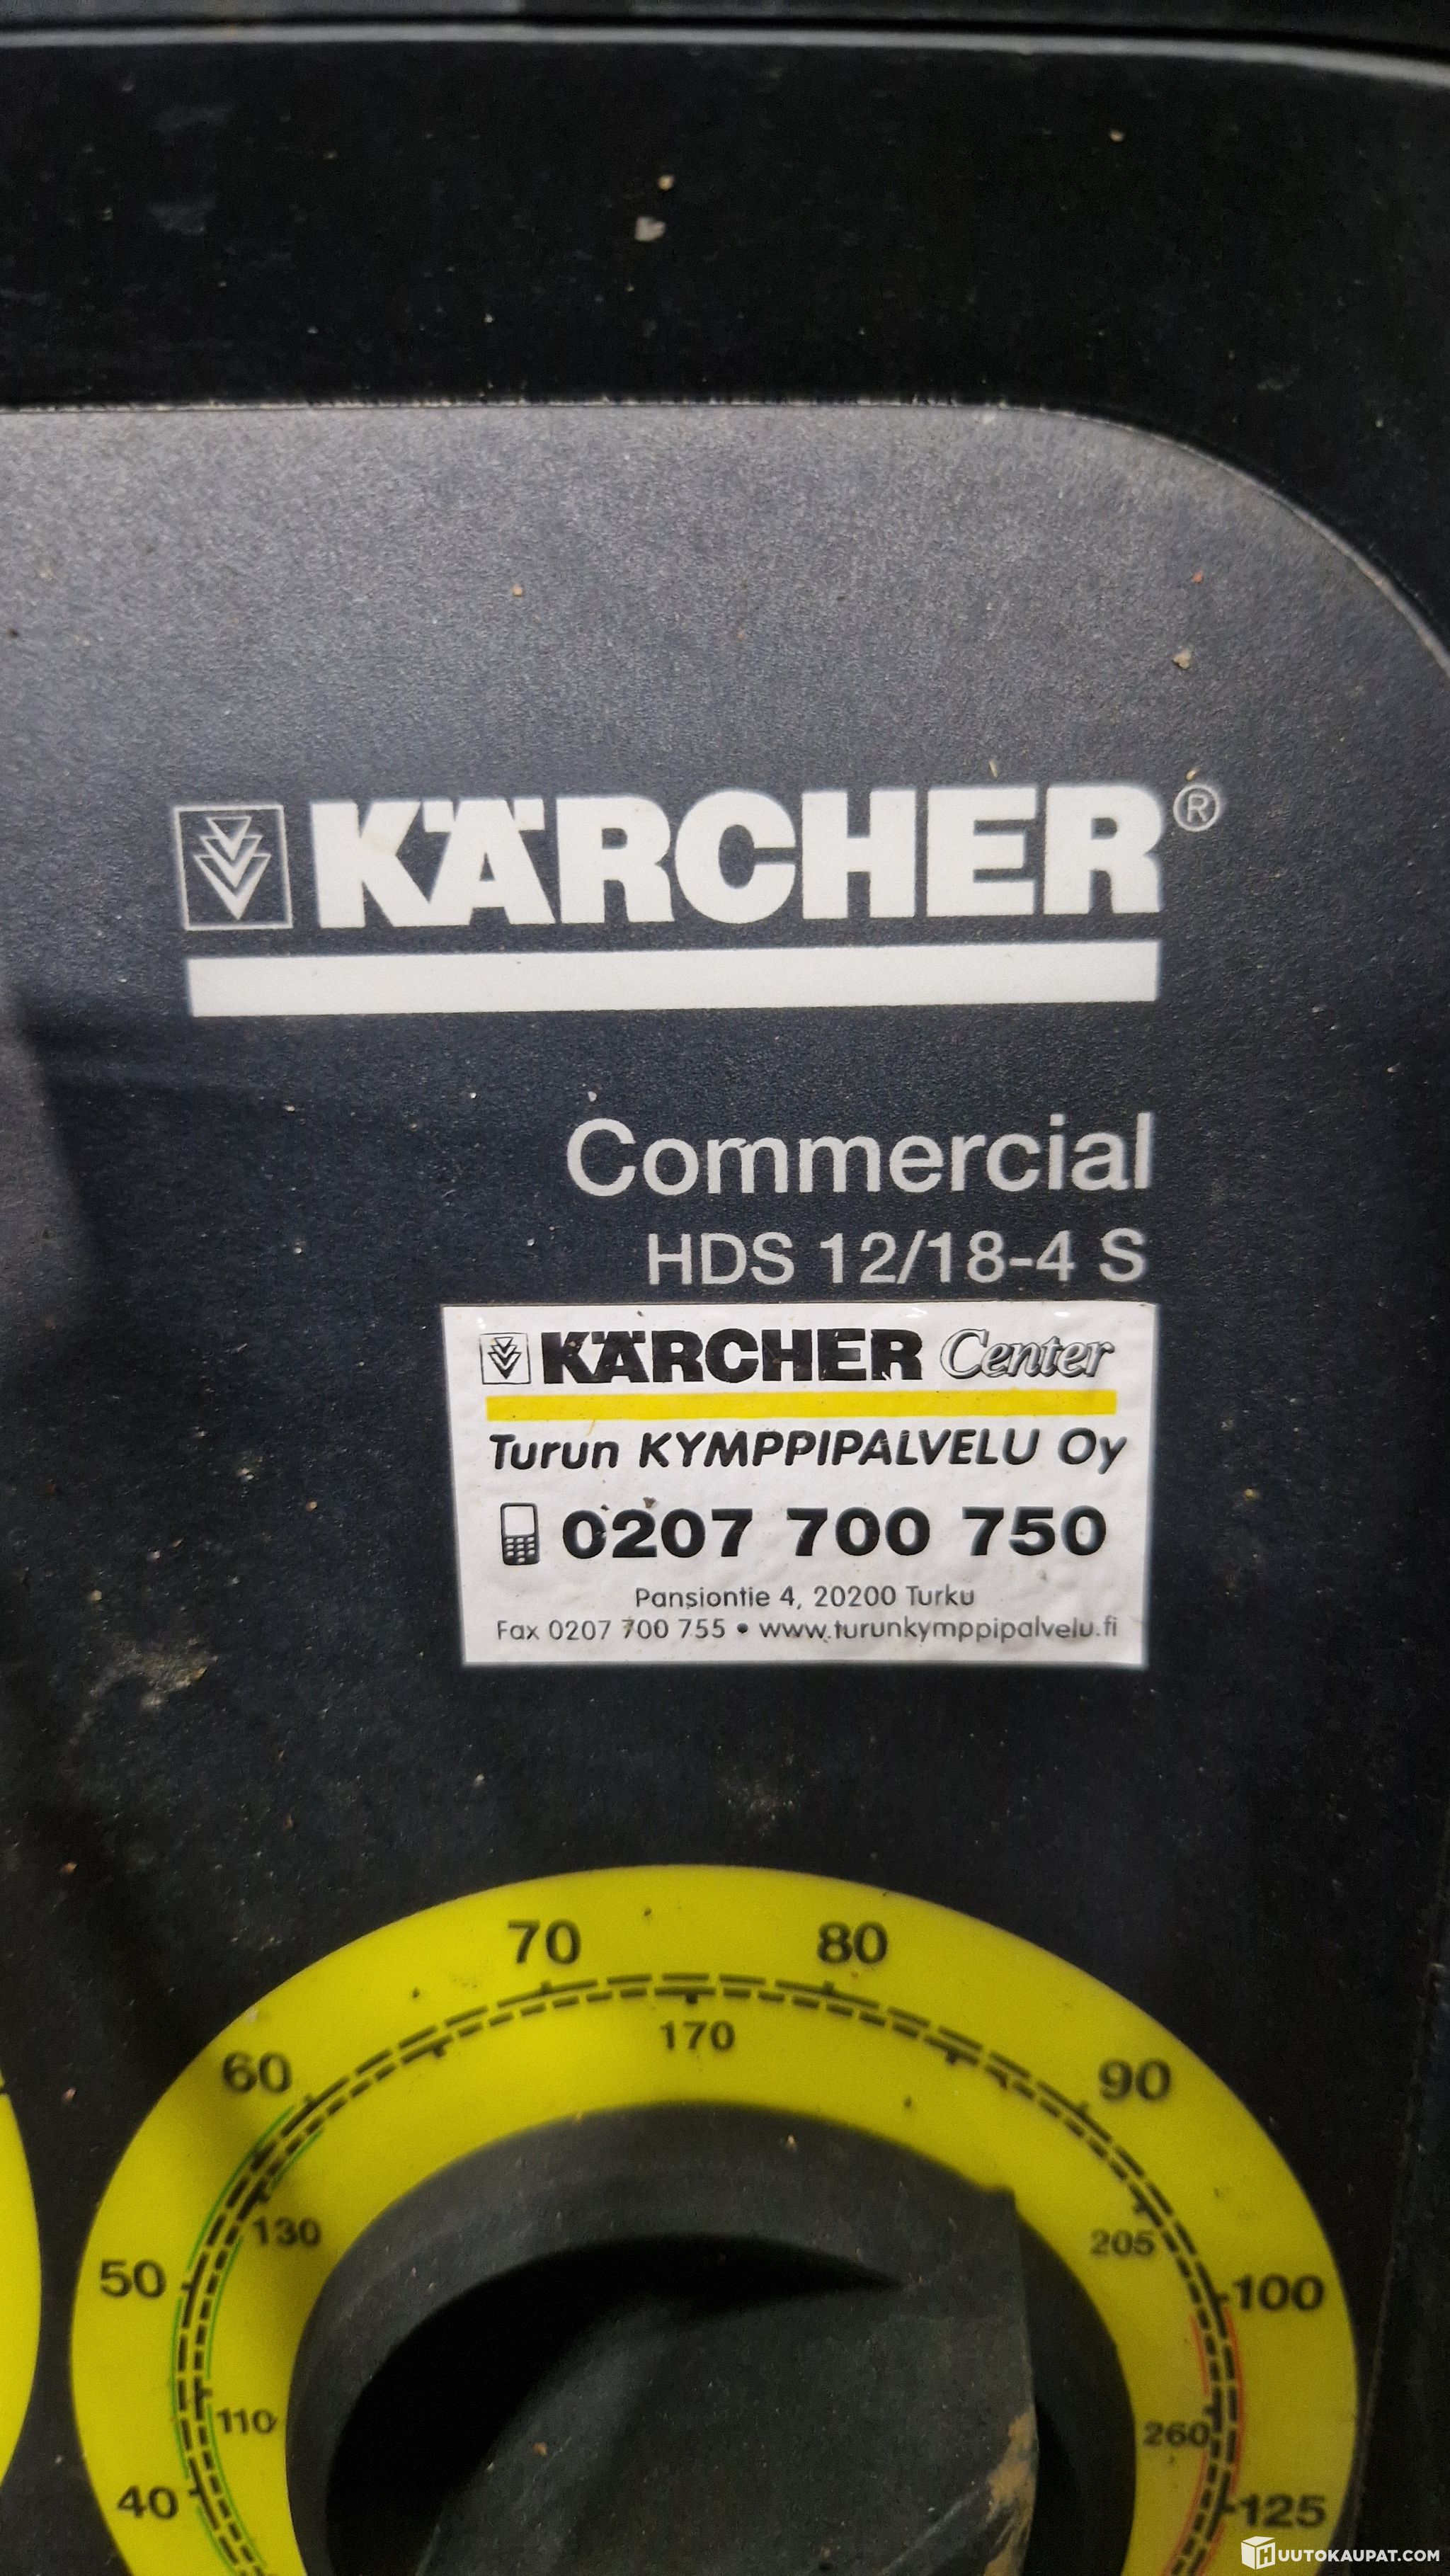 KÄRCHER®
Commercial
HDS 12/18-4 S
KÄRCHER Center
Turun KYMPPIPALVELU Oy
0207 700 750
Pansiontie 4, 20200 Turku
Fax 0207 700 755 • www.turunkymppipalvelu.fi
70 80
170
60 90
130 205
50 100
110 260
40 125
HUUTOKAUPAT.COM